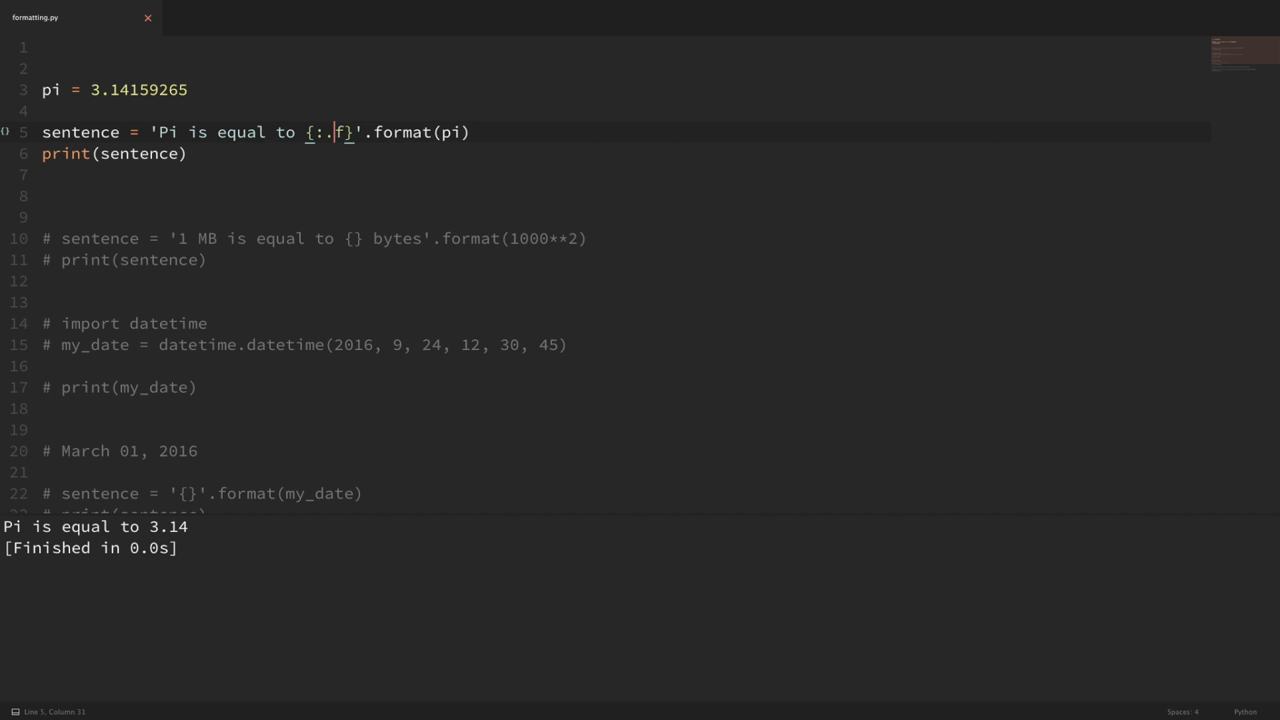 formatting.py
1
2
3 pi = 3.14159265
4
{} 5 sentence = 'Pi is equal to {:.f}'.format(pi)
6 print(sentence)
7
8
9
10 # sentence = '1 MB is equal to {} bytes'.format(1000**2)
11 # print(sentence)
12
13
14 # import datetime
15 # my_date = datetime.datetime(2016, 9, 24, 12, 30, 45)
16
17 # print(my_date)
18
19
20 # March 01, 2016
21
22 # sentence = '{}'.format(my_date)
23 # print(sentence)
Pi is equal to 3.14
[Finished in 0.0s]
Line 5, Column 31 Spaces: 4 Python